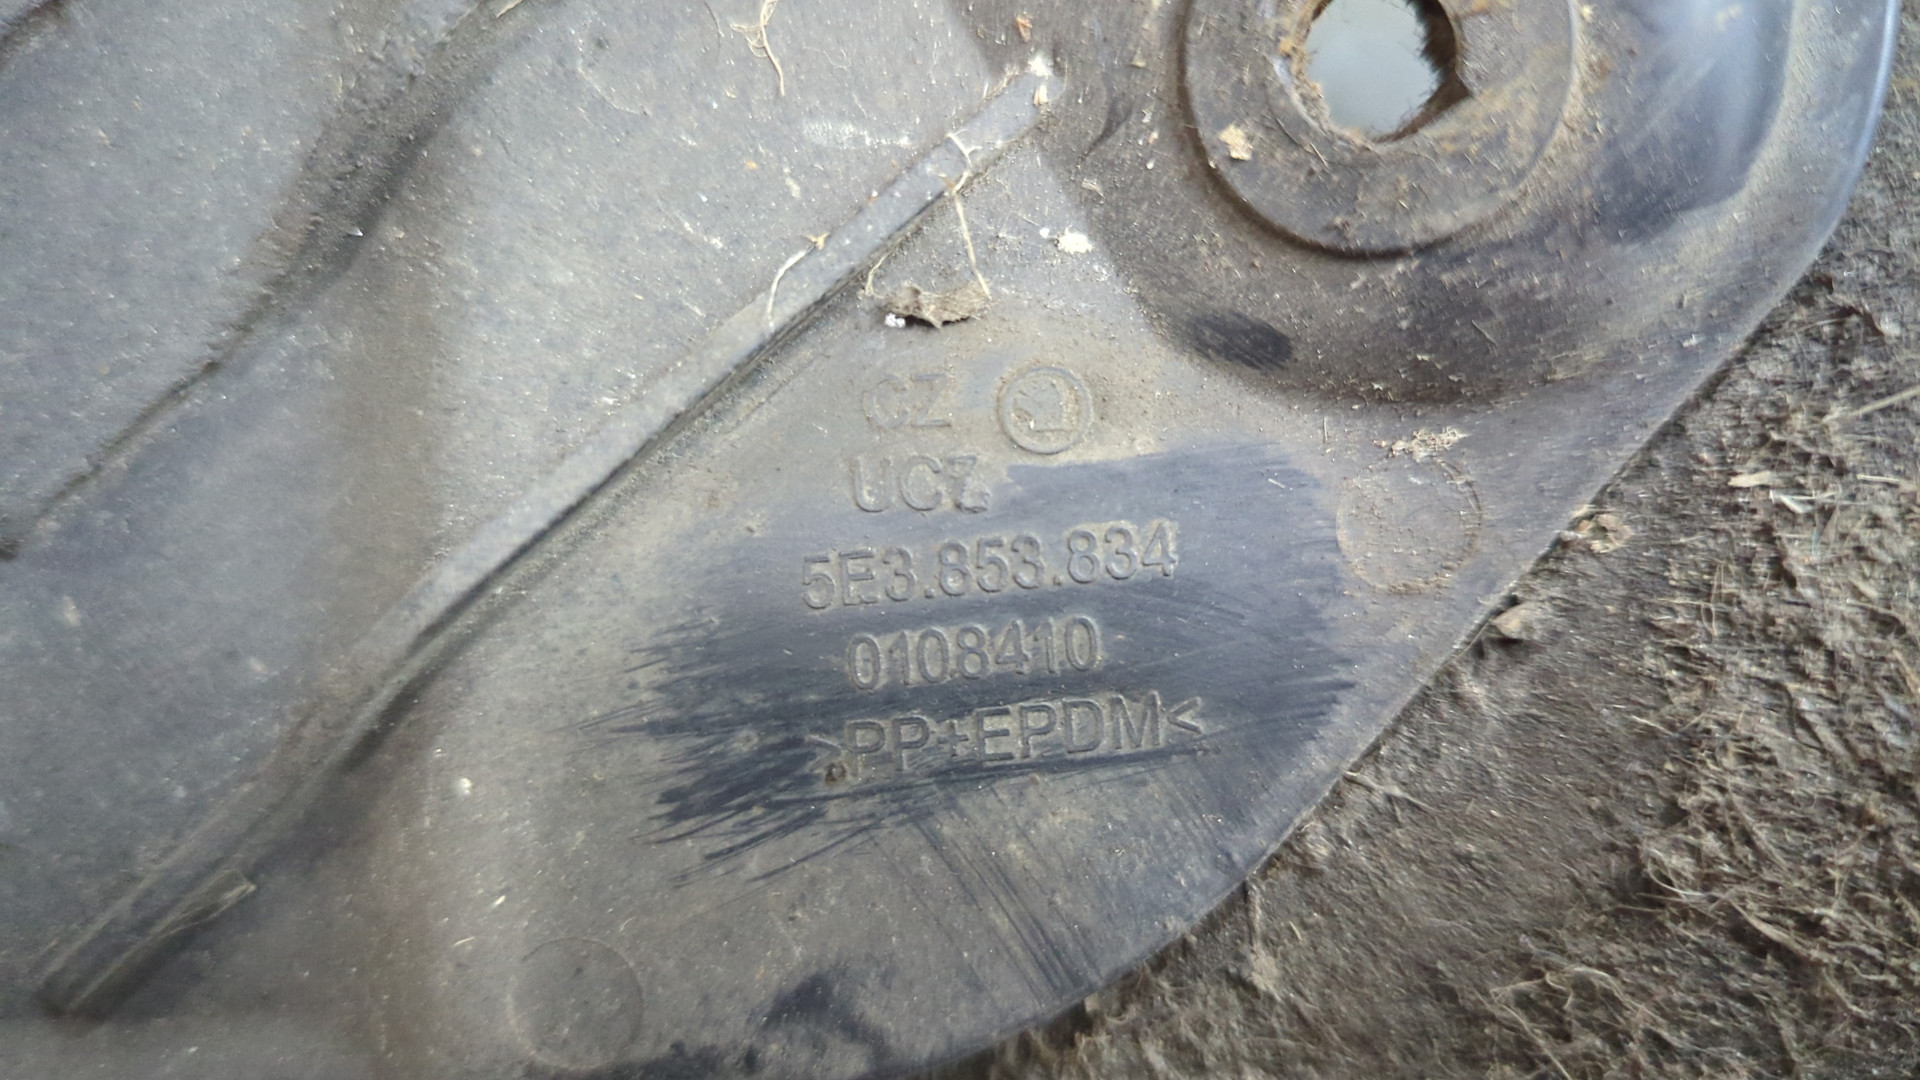 CZ
UCZ
5E3.853.834
0108410
>PP+EPDM<